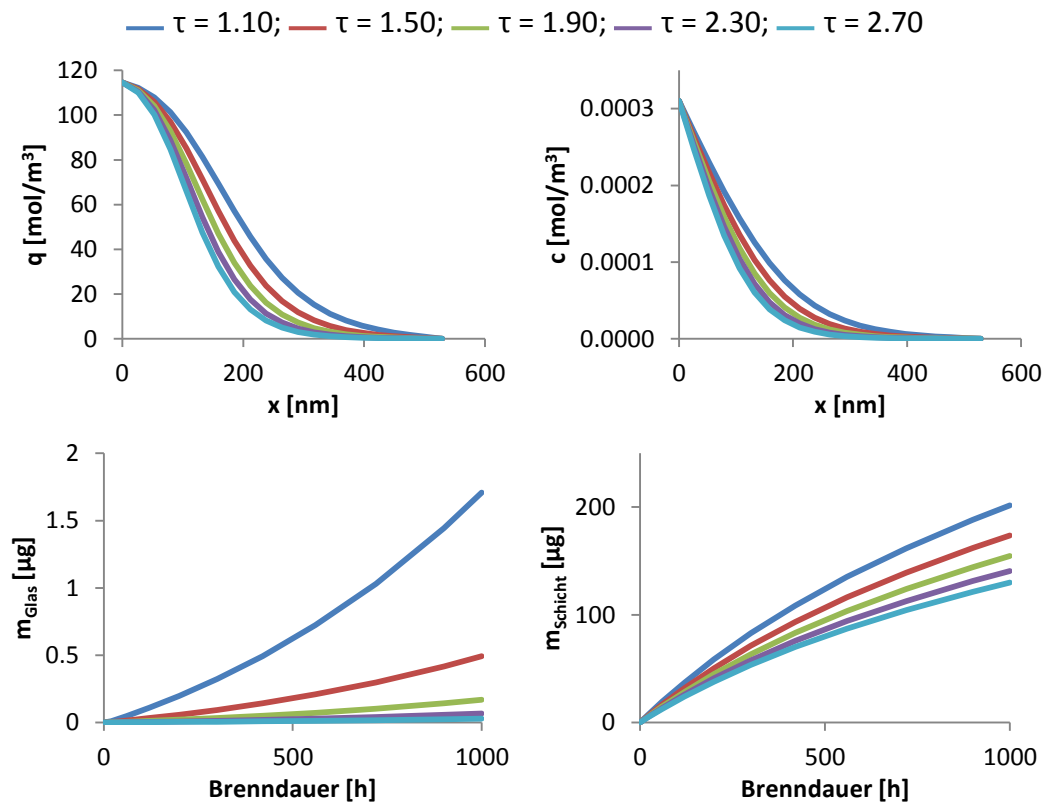 τ = 1.10; τ = 1.50; τ = 1.90; τ = 2.30; τ = 2.70
q [mol/m³]
120
100
80
60
40
20
0
0 200 400 600
x [nm]
c [mol/m³]
0.0003
0.0002
0.0001
0.0000
0 200 400 600
x [nm]
m_Glas [µg]
2
1.5
1
0.5
0
0 500 1000
Brenndauer [h]
m_Schicht [µg]
200
100
0
0 500 1000
Brenndauer [h]